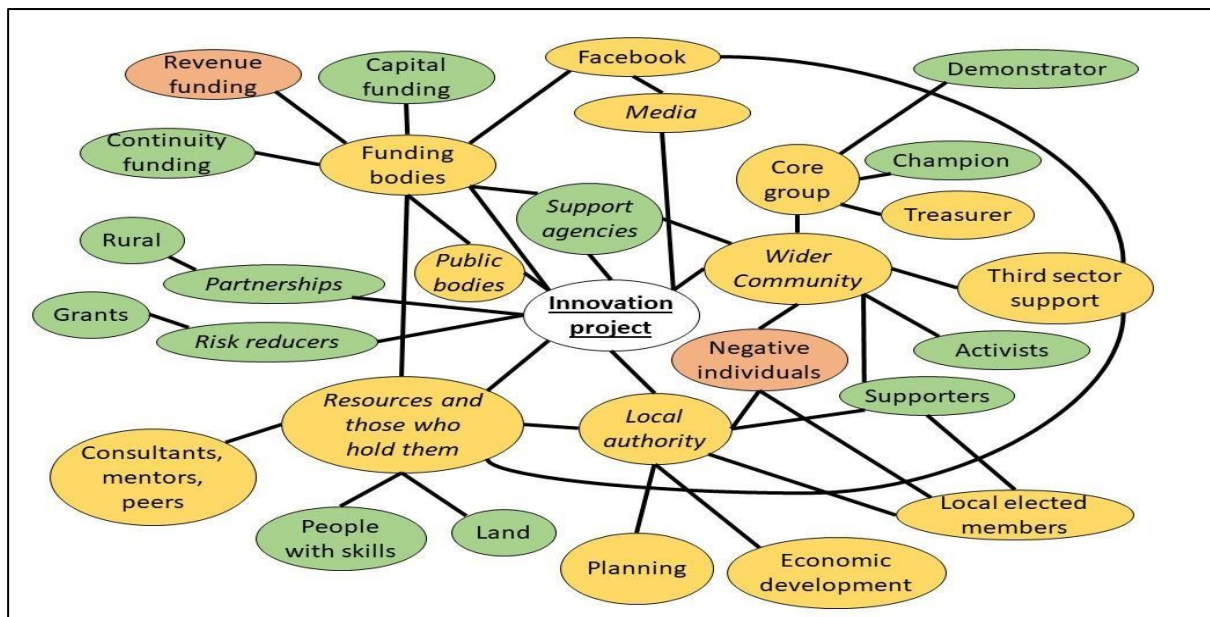 Revenue
funding
Capital
funding
Facebook
Demonstrator
Media
Continuity
funding
Funding
bodies
Core
group
Champion
Treasurer
Support
agencies
Rural
Partnerships
Public
bodies
Wider
Community
Third sector
support
Grants
Risk reducers
Innovation
project
Negative
individuals
Activists
Supporters
Resources and
those who
hold them
Local
authority
Consultants,
mentors,
peers
People
with skills
Land
Planning
Economic
development
Local elected
members